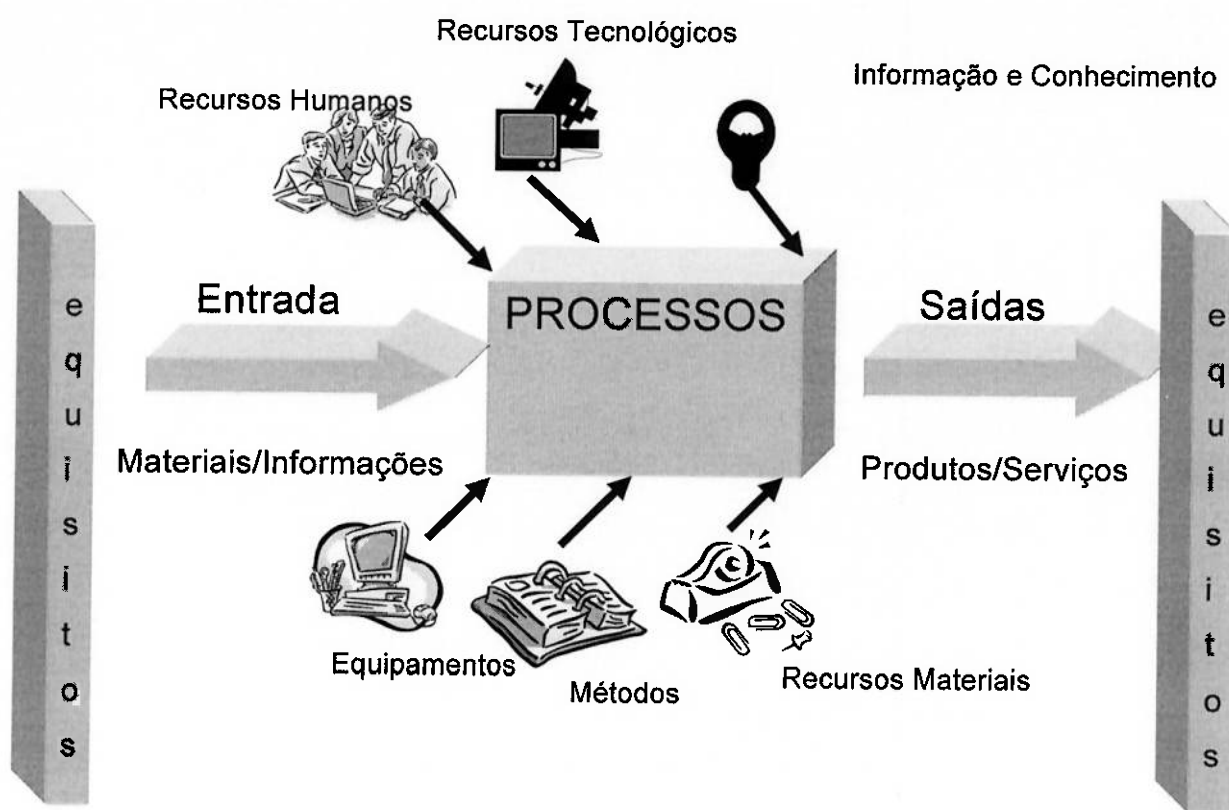 Recursos Tecnológicos
Informação e Conhecimento
Recursos Humanos
e
q
u
i
s
i
t
o
s
Entrada
PROCESSOS
Saídas
e
q
u
i
s
i
t
o
s
Materiais/Informações
Produtos/Serviços
Equipamentos
Métodos
Recursos Materiais